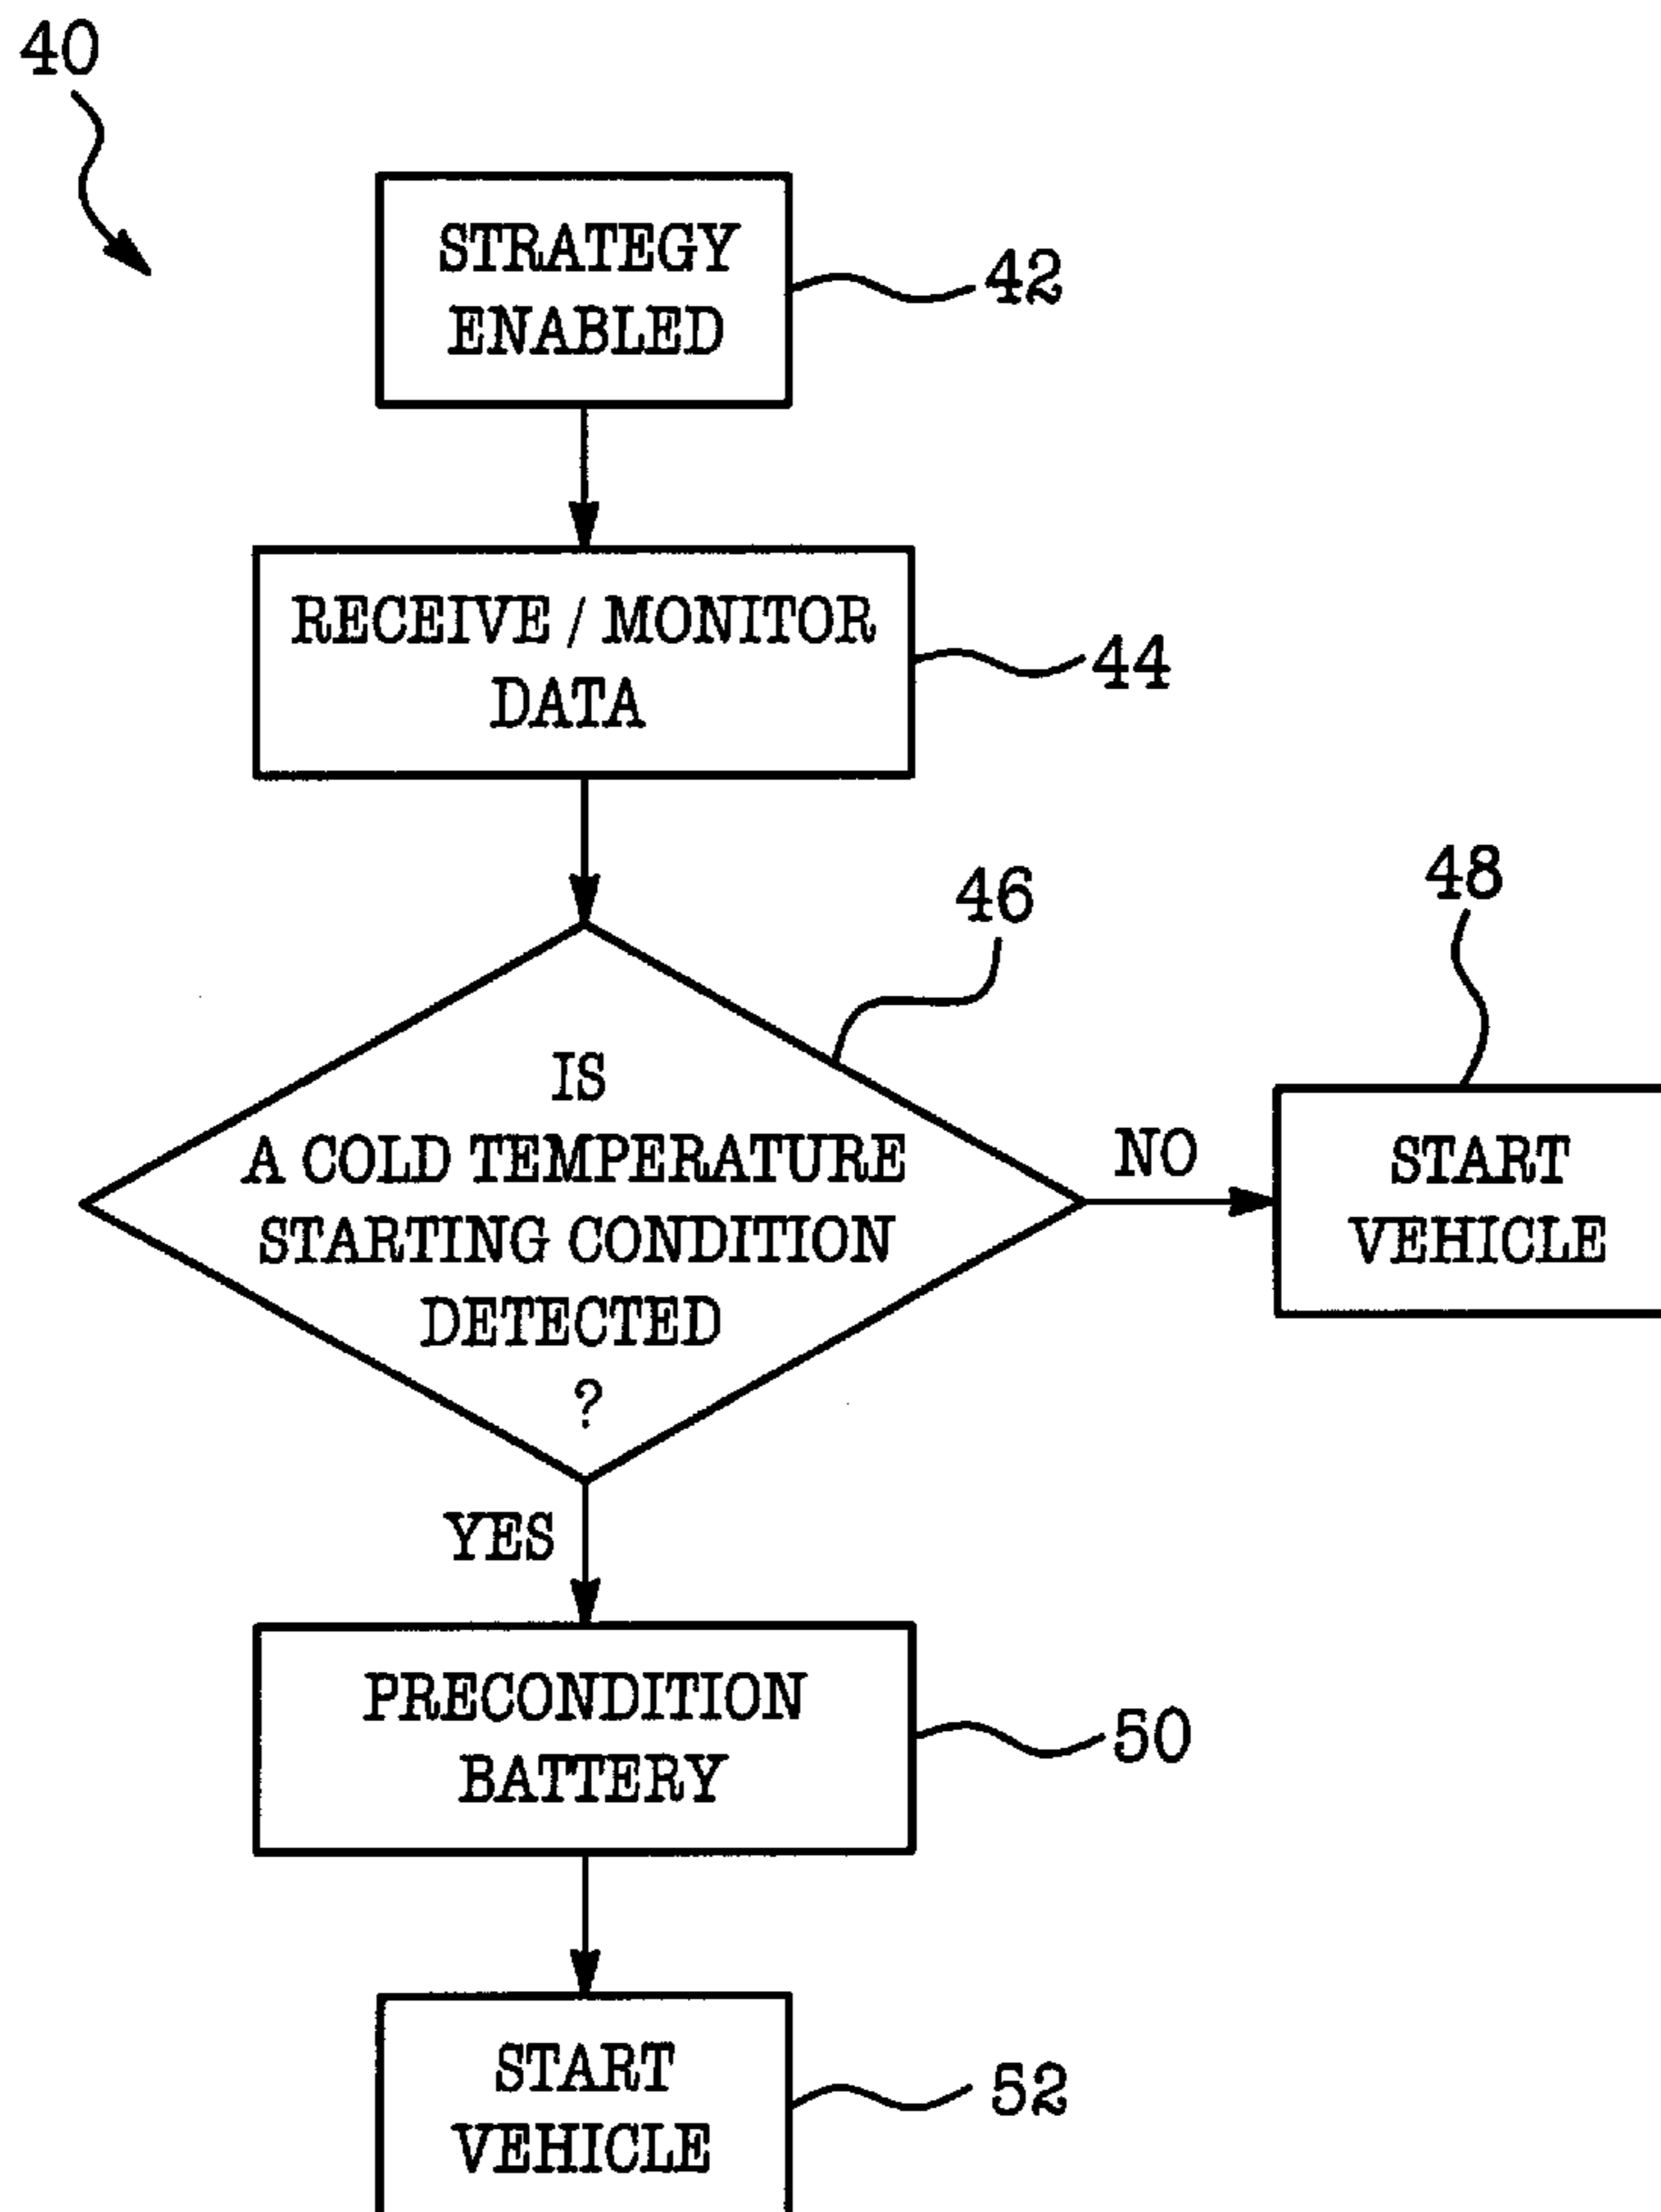 40
STRATEGY
ENABLED
42
RECEIVE / MONITOR
DATA
44
46
48
IS
A COLD TEMPERATURE
STARTING CONDITION
DETECTED
?
NO
START
VEHICLE
YES
PRECONDITION
BATTERY
50
START
VEHICLE
52